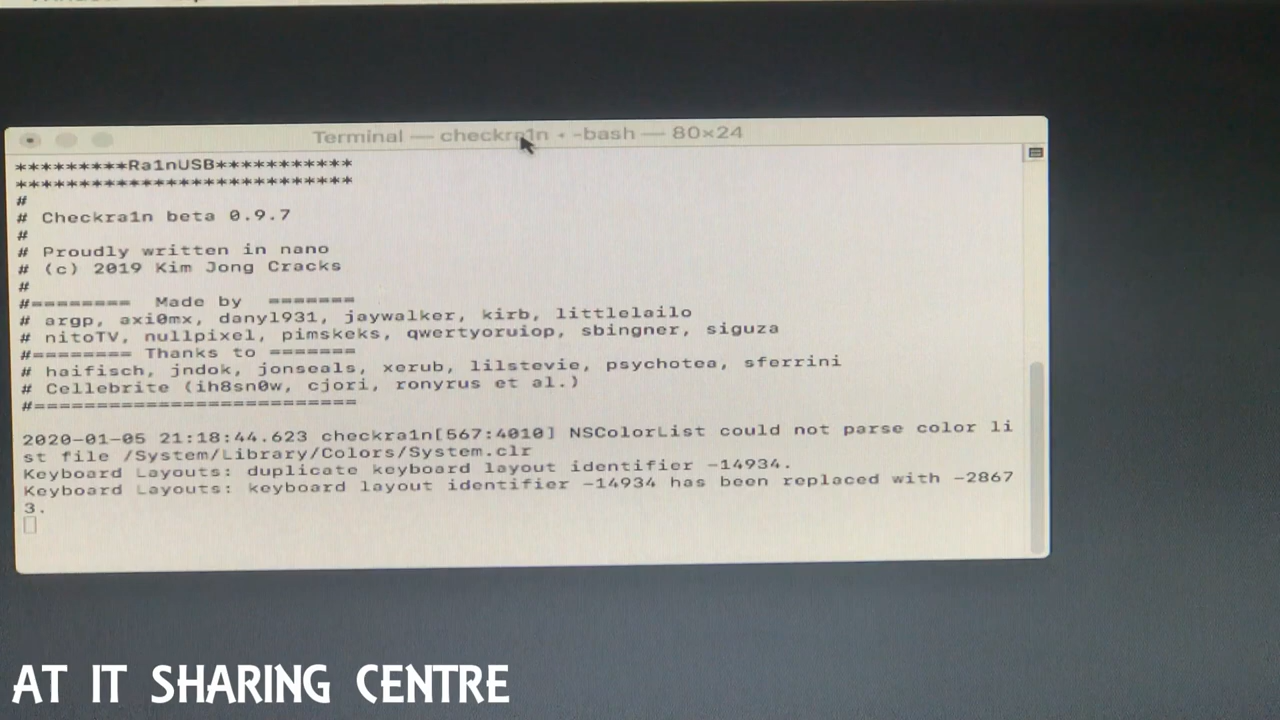 Terminal — checkra1n ◂ -bash — 80×24
*********Ra1nUSB***********
***************************
#
# Checkra1n beta 0.9.7
#
# Proudly written in nano
# (c) 2019 Kim Jong Cracks
#
#======== Made by =======
# argp, axi0mx, danyl931, jaywalker, kirb, littlelailo
# nitoTV, nullpixel, pimskeks, qwertyoruiop, sbingner, siguza
#======== Thanks to =======
# haifisch, jndok, jonseals, xerub, lilstevie, psychotea, sferrini
# Cellebrite (ih8sn0w, cjori, ronyrus et al.)
#==========================
2020-01-05 21:18:44.623 checkra1n[567:4010] NSColorList could not parse color li
st file /System/Library/Colors/System.clr
Keyboard Layouts: duplicate keyboard layout identifier -14934.
Keyboard Layouts: keyboard layout identifier -14934 has been replaced with -2867
3.
AT IT SHARING CENTRE